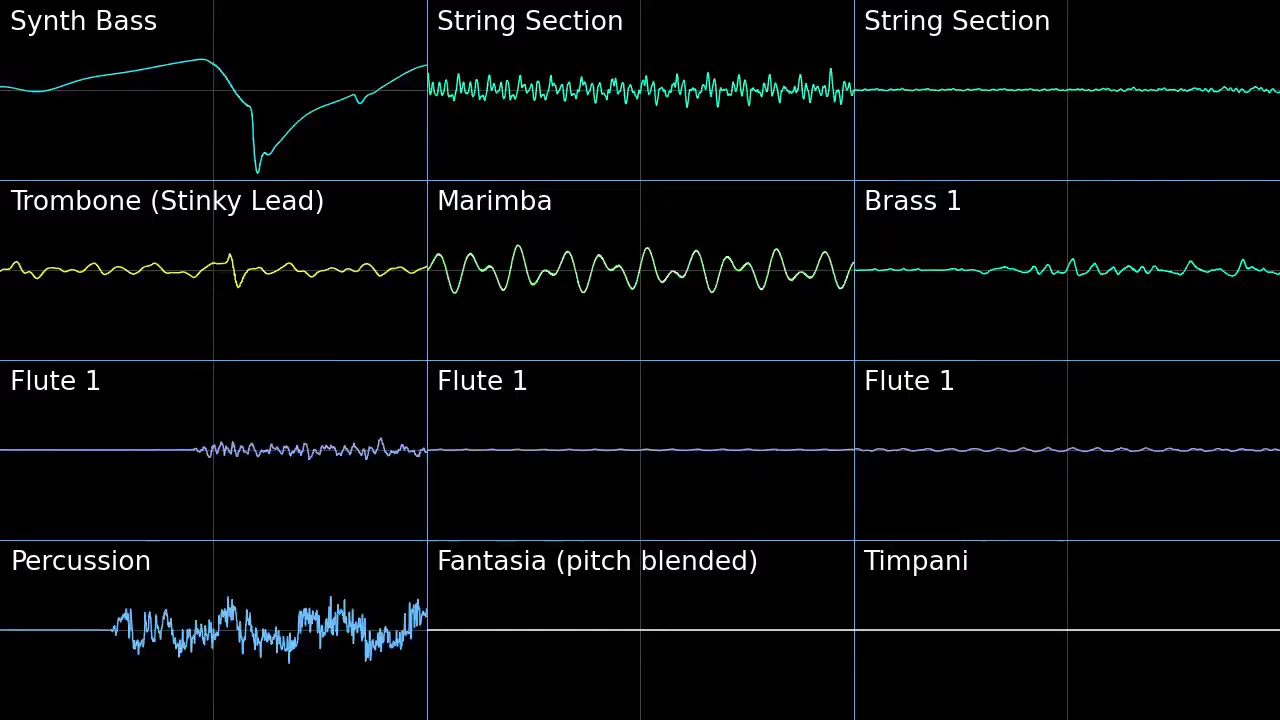 Synth Bass
String Section
String Section
Trombone (Stinky Lead)
Marimba
Brass 1
Flute 1
Flute 1
Flute 1
Percussion
Fantasia (pitch blended)
Timpani